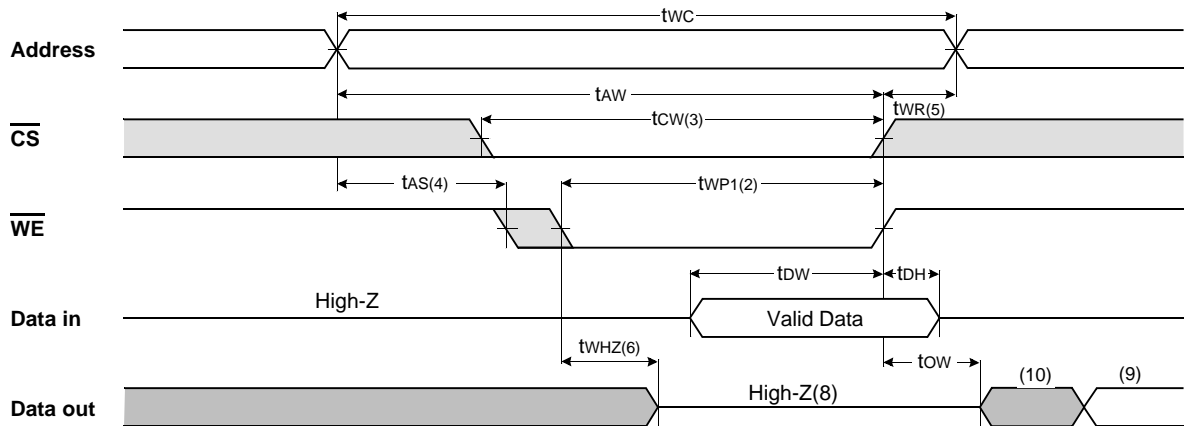 tWC
Address
tAW
tWR(5)
tCW(3)
CS
tAS(4)
tWP1(2)
WE
tDW
tDH
High-Z
Data in
Valid Data
tWHZ(6)
tOW
(10)
(9)
High-Z(8)
Data out